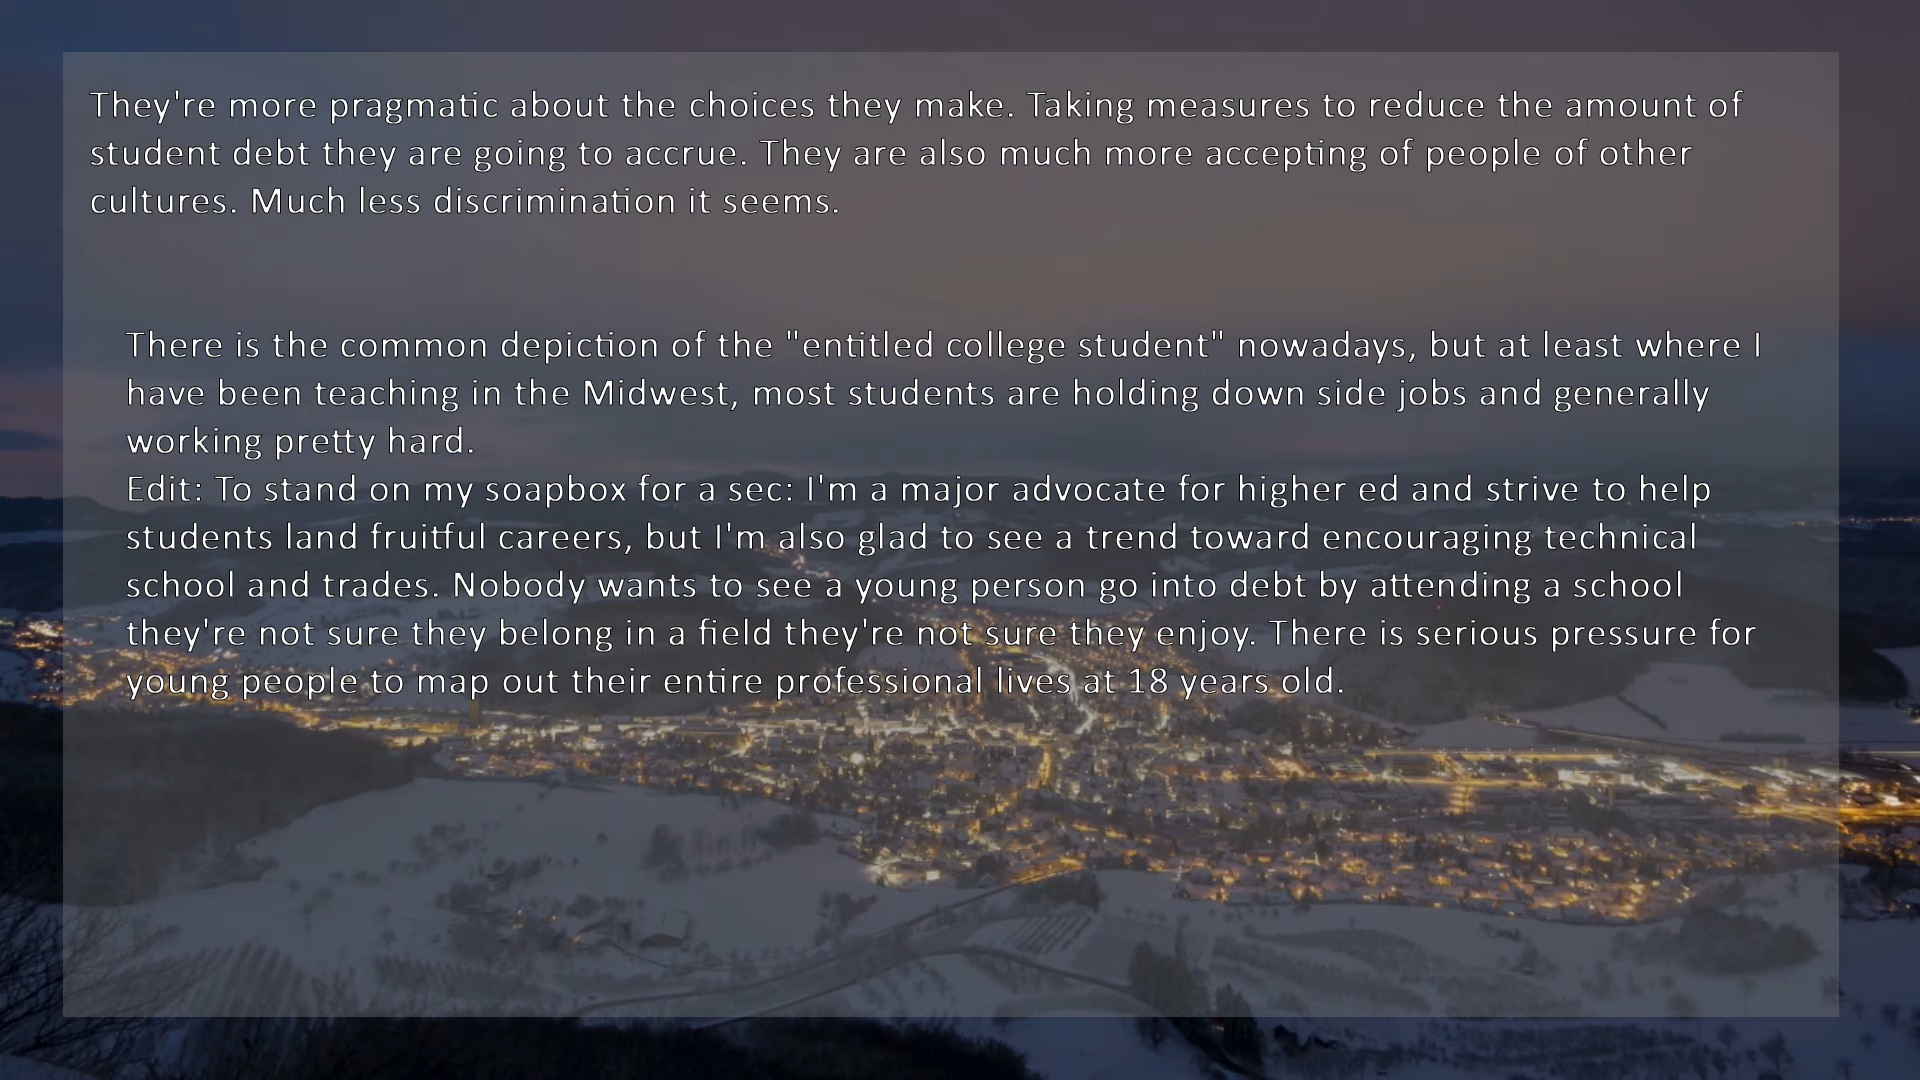 They're more pragmatic about the choices they make. Taking measures to reduce the amount of
student debt they are going to accrue. They are also much more accepting of people of other
cultures. Much less discrimination it seems.
There is the common depiction of the "entitled college student" nowadays, but at least where I
have been teaching in the Midwest, most students are holding down side jobs and generally
working pretty hard.
Edit: To stand on my soapbox for a sec: I'm a major advocate for higher ed and strive to help
students land fruitful careers, but I'm also glad to see a trend toward encouraging technical
school and trades. Nobody wants to see a young person go into debt by attending a school
they're not sure they belong in a field they're not sure they enjoy. There is serious pressure for
young people to map out their entire professional lives at 18 years old.